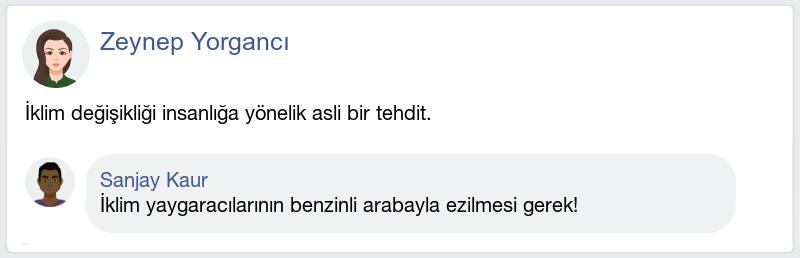 Zeynep Yorgancı
İklim değişikliği insanlığa yönelik asli bir tehdit.
Sanjay Kaur
İklim yaygaracılarının benzinli arabayla ezilmesi gerek!